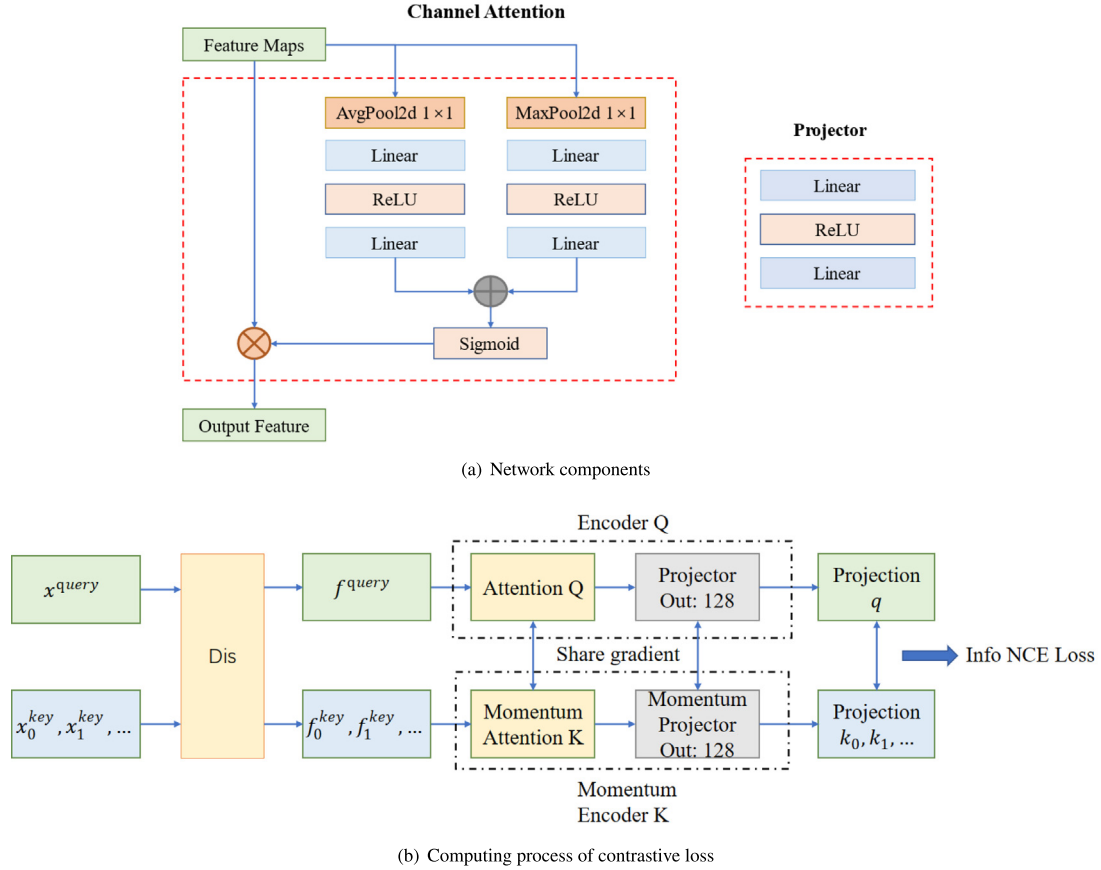 Channel Attention
Feature Maps
AvgPool2d 1×1
MaxPool2d 1×1
Linear
Linear
ReLU
ReLU
Linear
Linear
Sigmoid
Output Feature
Projector
Linear
ReLU
Linear
(a) Network components
Encoder Q
x^query
Dis
f^query
Attention Q
Projector
Out: 128
Projection
q
Share gradient
Info NCE Loss
x_0^key, x_1^key, ...
f_0^key, f_1^key, ...
Momentum
Attention K
Momentum
Projector
Out: 128
Projection
k_0, k_1, ...
Momentum
Encoder K
(b) Computing process of contrastive loss